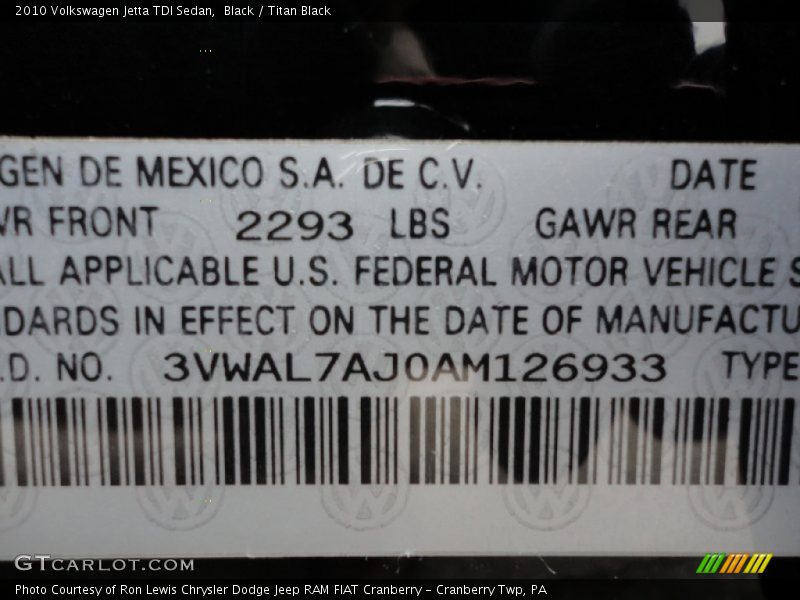 2010 Volkswagen Jetta TDI Sedan,  Black / Titan Black
GEN DE MEXICO S.A. DE C.V. DATE
WR FRONT 2293 LBS GAWR REAR
ALL APPLICABLE U.S. FEDERAL MOTOR VEHICLE S
DARDS IN EFFECT ON THE DATE OF MANUFACTU
.D. NO. 3VWAL7AJ0AM126933 TYPE
GTCARLOT.COM
Photo Courtesy of Ron Lewis Chrysler Dodge Jeep RAM FIAT Cranberry – Cranberry Twp, PA